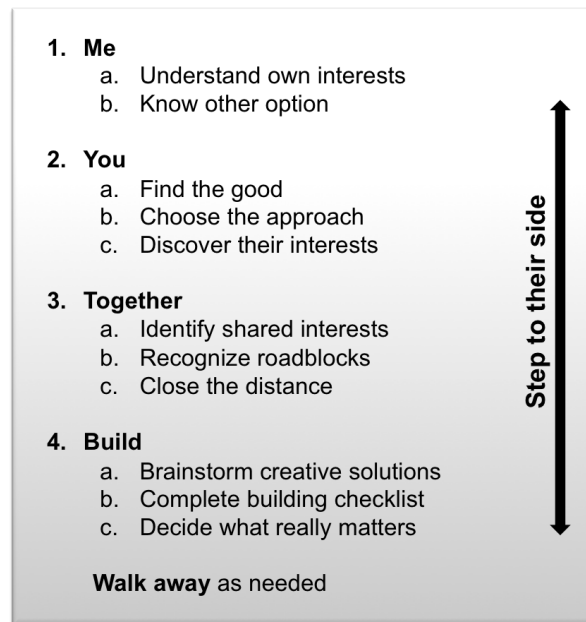 1. Me
a. Understand own interests
b. Know other option
2. You
a. Find the good
b. Choose the approach
c. Discover their interests
3. Together
a. Identify shared interests
b. Recognize roadblocks
c. Close the distance
4. Build
a. Brainstorm creative solutions
b. Complete building checklist
c. Decide what really matters
Walk away as needed
Step to their side